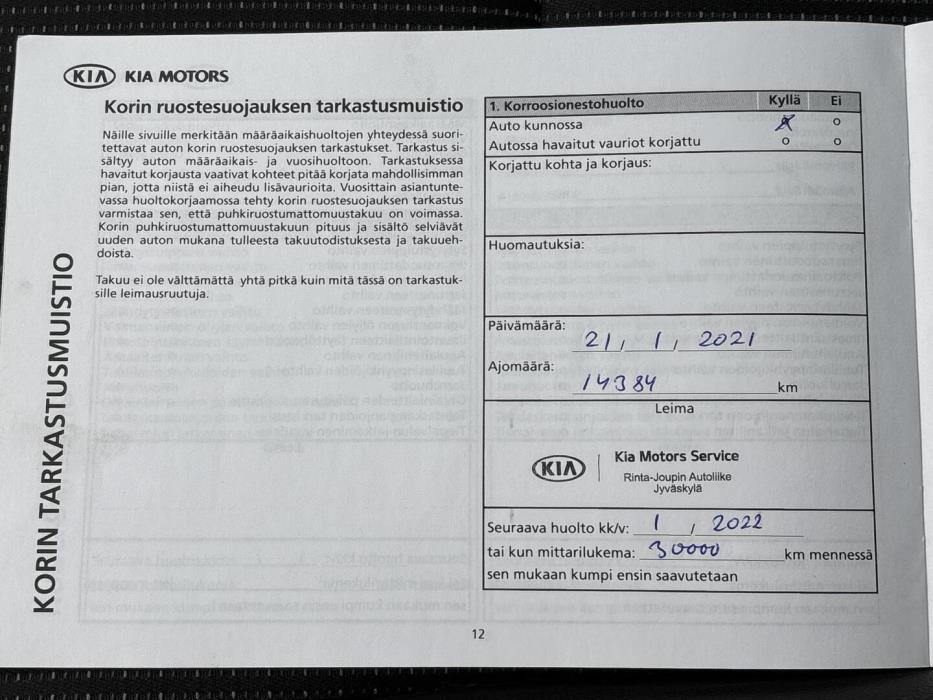 KIA KIA MOTORS
Korin ruostesuojauksen tarkastusmuistio
Näille sivuille merkitään määräaikaishuoltojen yhteydessä suori-
tettavat auton korin ruostesuojauksen tarkastukset. Tarkastus si-
sältyy auton määräaikais- ja vuosihuoltoon. Tarkastuksessa
havaitut korjausta vaativat kohteet pitää korjata mahdollisimman
pian, jotta niistä ei aiheudu lisävaurioita. Vuosittain asiantunte-
vassa huoltokorjaamossa tehty korin ruostesuojauksen tarkastus
varmistaa sen, että puhkiruostumattomuustakuu on voimassa.
Korin puhkiruostumattomuustakuun pituus ja sisältö selviävät
uuden auton mukana tulleesta takuutodistuksesta ja takuueh-
doista.
Takuu ei ole välttämättä yhtä pitkä kuin mitä tässä on tarkastuk-
sille leimausruutuja.
KORIN TARKASTUSMUISTIO
1. Korroosionestohuolto Kyllä Ei
Auto kunnossa
Autossa havaitut vauriot korjattu
Korjattu kohta ja korjaus:
Huomautuksia:
Päivämäärä:
21, 1, 2021
Ajomäärä:
14384 km
Leima
KIA Kia Motors Service
Rinta-Joupin Autoliike
Jyväskylä
Seuraava huolto kk/v: 1 / 2022
tai kun mittarilukema: 30000 km mennessä
sen mukaan kumpi ensin saavutetaan
12